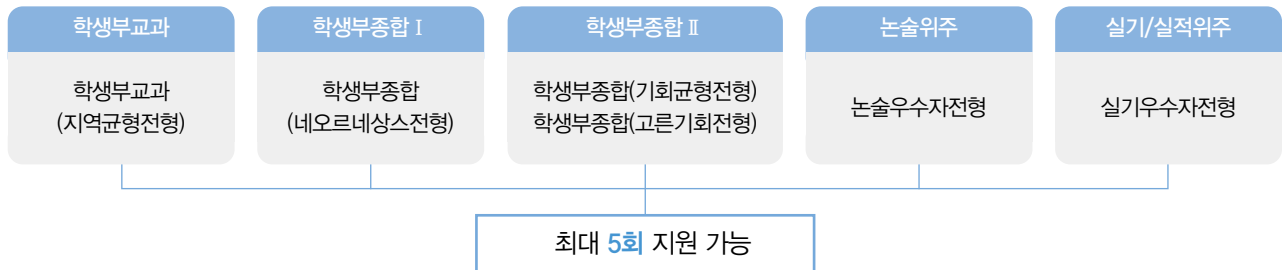 학생부교과
학생부교과
(지역균형전형)
학생부종합 Ⅰ
학생부종합
(네오르네상스전형)
학생부종합 Ⅱ
학생부종합(기회균형전형)
학생부종합(고른기회전형)
논술위주
논술우수자전형
실기/실적위주
실기우수자전형
최대 5회 지원 가능